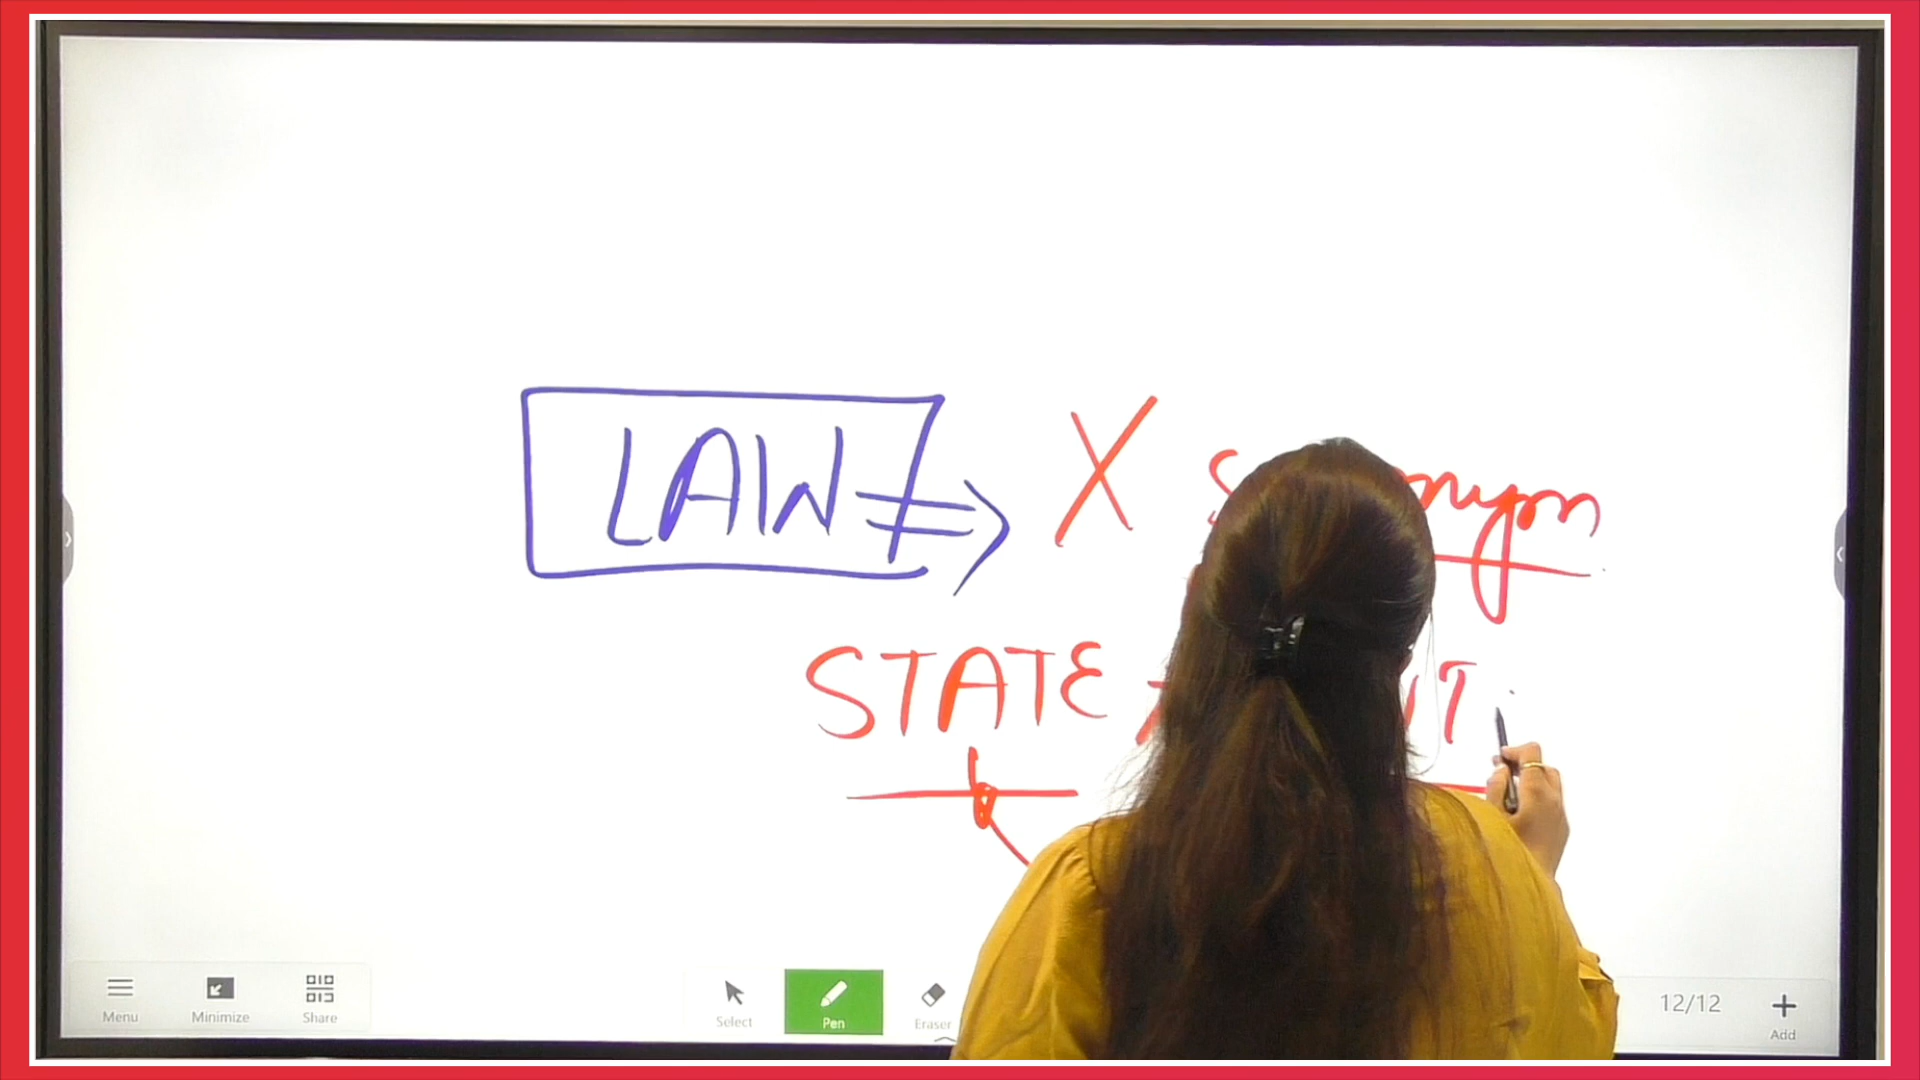 LAW ⇒ X
STATE
Menu
Minimize
Share
Select
Pen
Eraser
12/12
Add